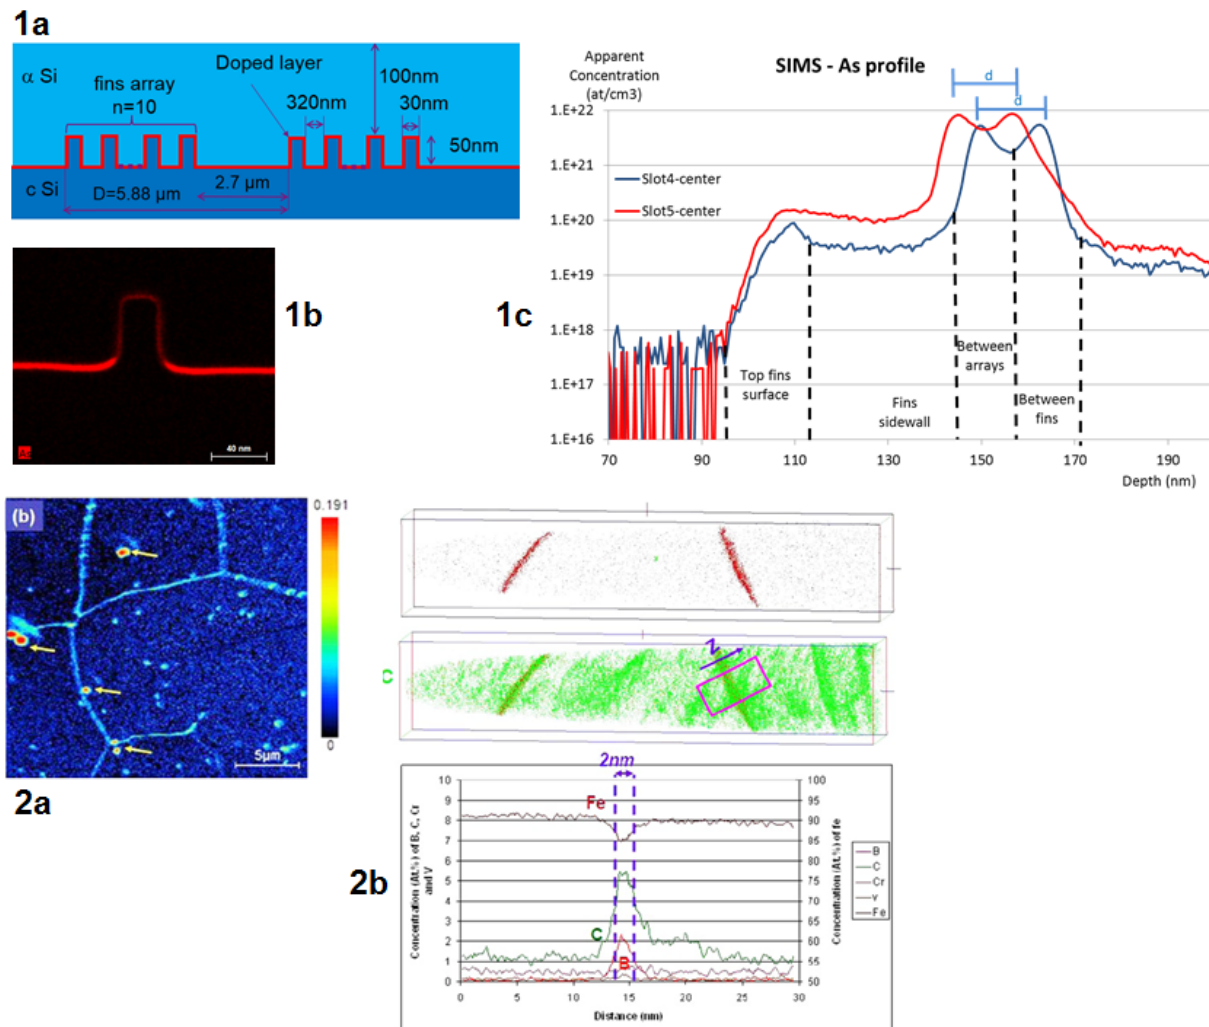 1a
α Si
fins array
n=10
Doped layer
100nm
320nm
30nm
50nm
c Si
D=5.88 µm
2.7 µm
1b
As
40 nm
1c
Apparent
Concentration
(at/cm3)
SIMS - As profile
d
d
1.E+22
1.E+21
1.E+20
1.E+19
1.E+18
1.E+17
1.E+16
Slot4-center
Slot5-center
Top fins
surface
Fins
sidewall
Between
arrays
Between
fins
70
90
110
130
150
170
190
Depth (nm)
(b)
0.191
0
5µm
2a
C
Z
2nm
2b
Concentration (At.%) of B, C, Cr
and V
10
9
8
7
6
5
4
3
2
1
0
Fe
C
B
100
95
90
85
80
75
70
65
60
55
50
Concentration (At.%) of fe
B
C
Cr
v
Fe
0
5
10
15
20
25
30
Distance (nm)